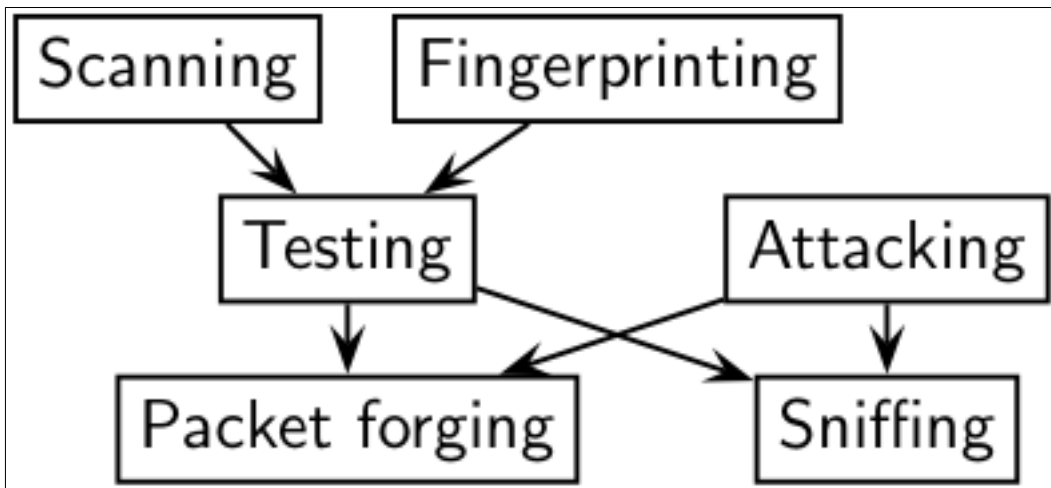 Scanning
Fingerprinting
Testing
Attacking
Packet forging
Sniffing